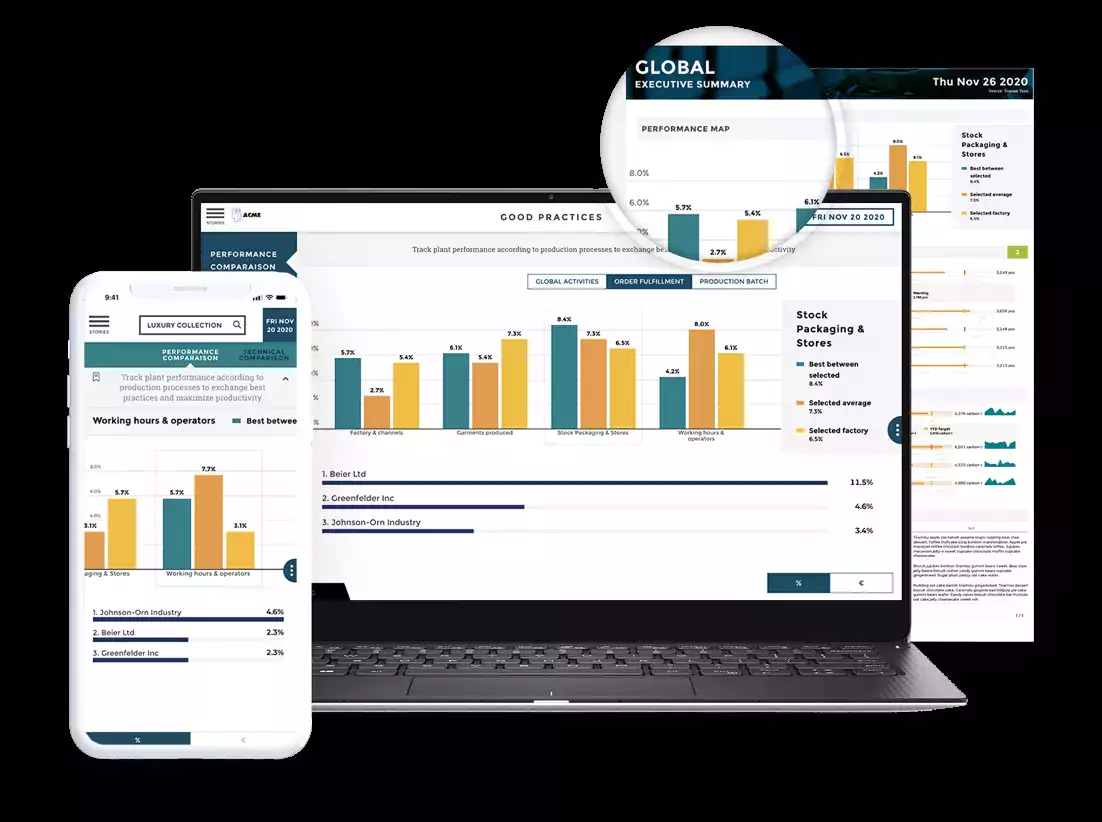 GLOBAL
EXECUTIVE SUMMARY
PERFORMANCE MAP
8.0%
6.0%
5.7%
2.7%
5.4%
6.1%
Thu Nov 26 2020
6.5%
4.2%
8.0%
6.1%
Stock
Packaging &
Stores
Best between
selected
8.4%
Selected average
7.3%
Selected factory
6.5%
2
STORIES
ACME
GOOD PRACTICES
FRI NOV 20 2020
PERFORMANCE
COMPARAISON
Track plant performance according to production processes to exchange
GLOBAL ACTIVITIES
ORDER FULFILLMENT
PRODUCTION BATCH
5.7%
2.7%
5.4%
Factory & channels
6.1%
5.4%
7.3%
Garments produced
8.4%
7.3%
6.5%
Stock Packaging & Stores
4.2%
8.0%
6.1%
Working hours &
operators
Stock
Packaging &
Stores
Best between
selected
8.4%
Selected average
7.3%
Selected factory
6.5%
1. Beier Ltd
11.5%
2. Greenfelder Inc
4.6%
3. Johnson-Orn Industry
3.4%
%
€
9:41
STORIES
LUXURY COLLECTION
FRI NOV
20 2020
PERFORMANCE
COMPARAISON
TECHNICAL
COMPARISON
Track plant performance according to
production processes to exchange best
practices and maximize productivity
Working hours & operators
Best betwee
8.0%
6.0%
4.0%
3.1%
5.7%
aging & Stores
5.7%
7.7%
3.1%
Working hours & operators
1. Johnson-Orn Industry
4.6%
2. Beier Ltd
2.3%
3. Greenfelder Inc
2.3%
%
€